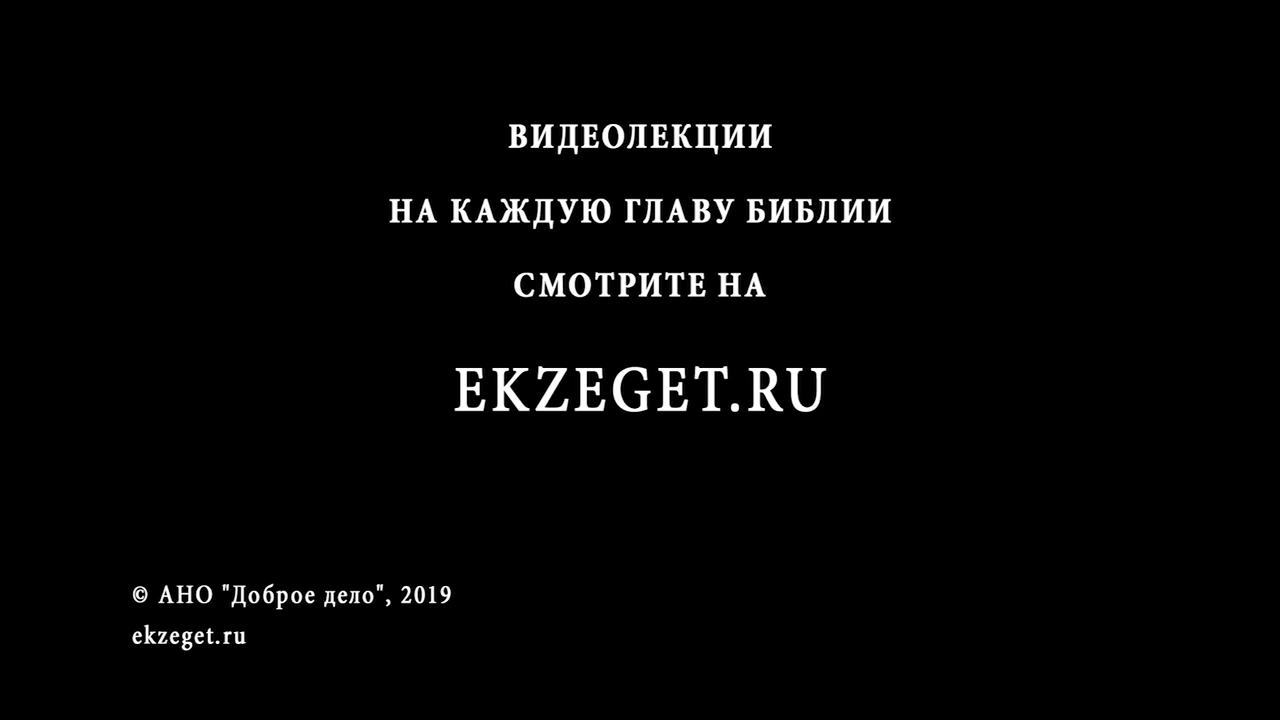 ВИДЕОЛЕКЦИИ
НА КАЖДУЮ ГЛАВУ БИБЛИИ
СМОТРИТЕ НА
EKZEGET.RU
© АНО "Доброе дело", 2019
ekzeget.ru